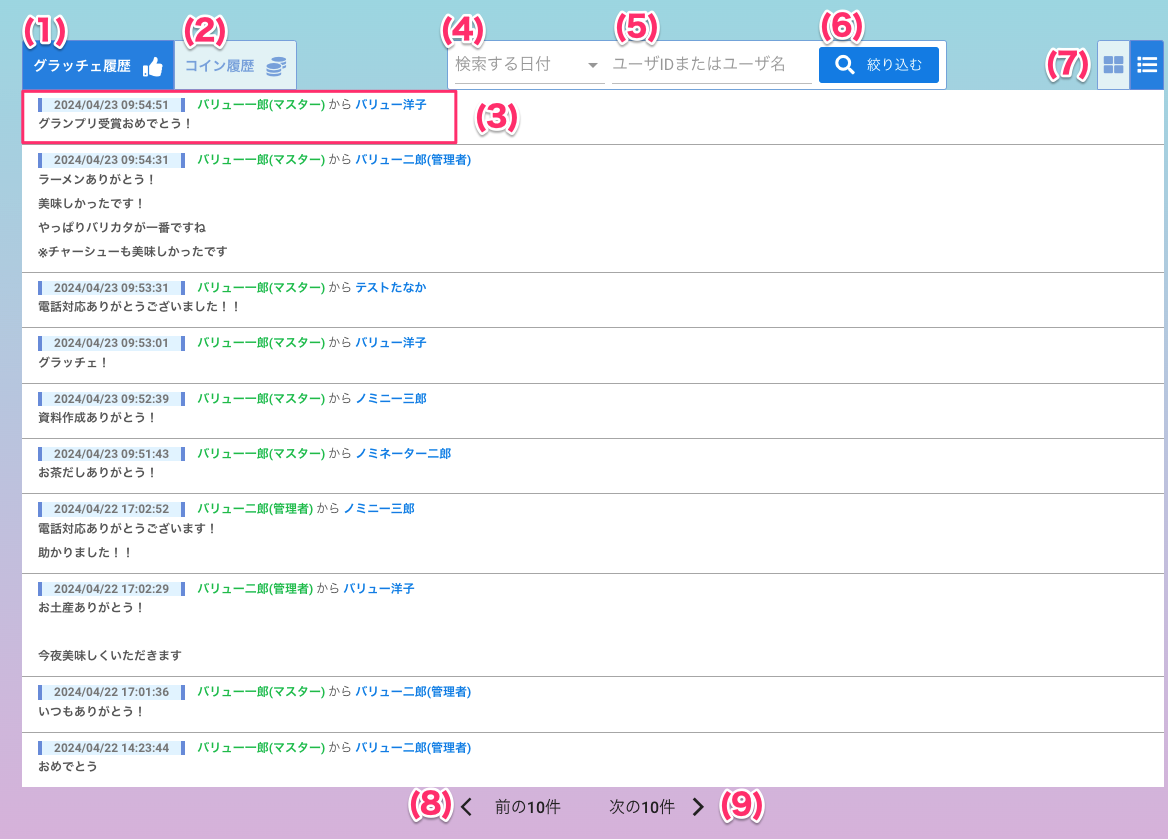 (1)
(2)
(4)
(5)
(6)
グラッチェ履歴
コイン履歴
検索する日付
ユーザIDまたはユーザ名
絞り込む
(7)
2024/04/23 09:54:51 バリュー一郎(マスター) から バリュー洋子
グランプリ受賞おめでとう！
(3)
2024/04/23 09:54:31 バリュー一郎(マスター) から バリュー二郎(管理者)
ラーメンありがとう！
美味しかったです！
やっぱりバリカタが一番ですね
※チャーシューも美味しかったです
2024/04/23 09:53:31 バリュー一郎(マスター) から テストたなか
電話対応ありがとうございました！！
2024/04/23 09:53:01 バリュー一郎(マスター) から バリュー洋子
グラッチェ！
2024/04/23 09:52:39 バリュー一郎(マスター) から ノミニー三郎
資料作成ありがとう！
2024/04/23 09:51:43 バリュー一郎(マスター) から ノミネーター二郎
お茶だしありがとう！
2024/04/22 17:02:52 バリュー二郎(管理者) から ノミニー三郎
電話対応ありがとうございます！
助かりました！！
2024/04/22 17:02:29 バリュー二郎(管理者) から バリュー洋子
お土産ありがとう！
今夜美味しくいただきます
2024/04/22 17:01:36 バリュー一郎(マスター) から バリュー二郎(管理者)
いつもありがとう！
2024/04/22 14:23:44 バリュー一郎(マスター) から バリュー二郎(管理者)
おめでとう
(8) 前の10件 次の10件 (9)